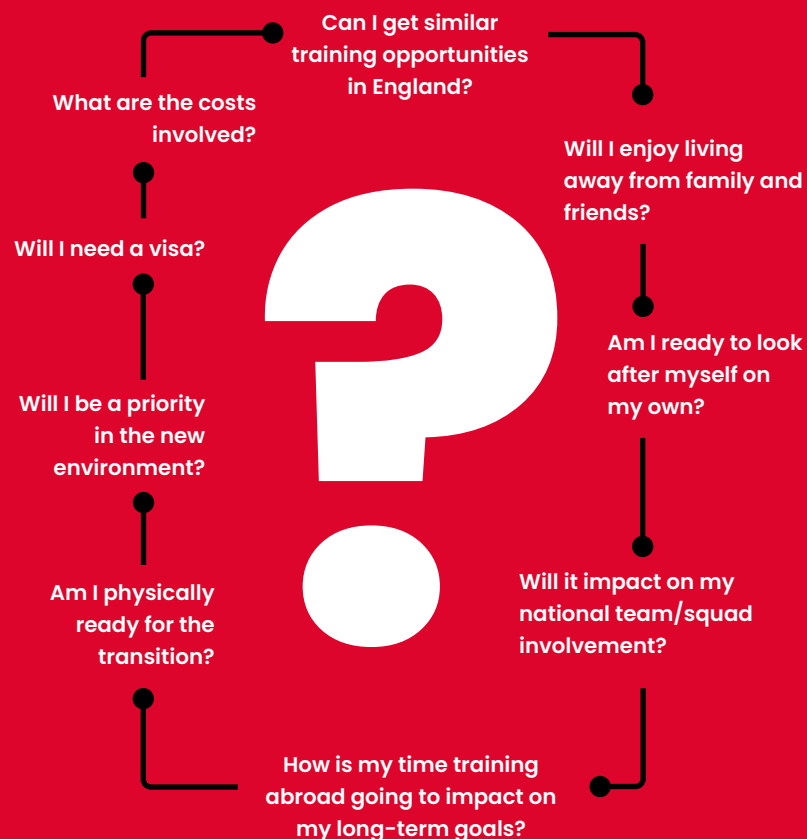 Can I get similar
training opportunities
in England?
Will I enjoy living
away from family and
friends?
Am I ready to look
after myself on
my own?
Will it impact on my
national team/squad
involvement?
How is my time training
abroad going to impact on
my long-term goals?
Am I physically
ready for the
transition?
Will I be a priority
in the new
environment?
Will I need a visa?
What are the costs
involved?
?